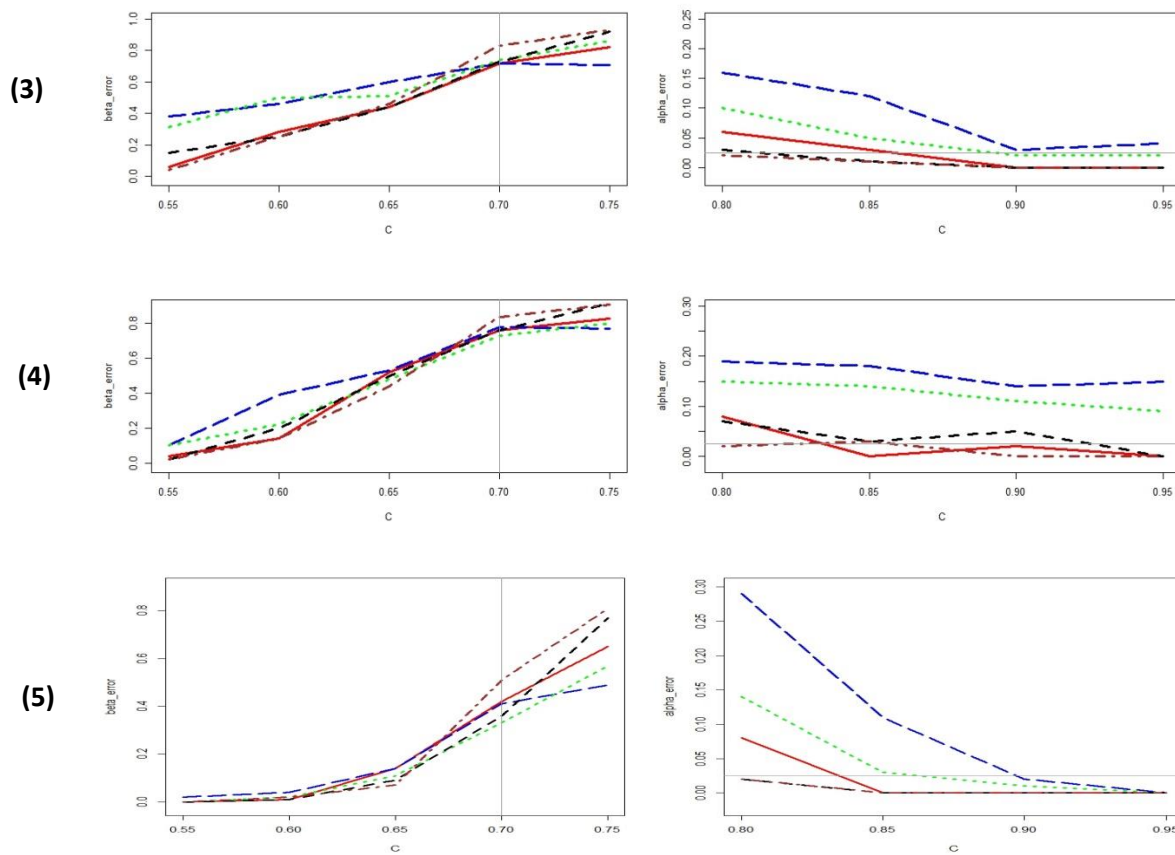 (3)
beta_error
0.0 0.2 0.4 0.6 0.8 1.0
0.55 0.60 0.65 0.70 0.75
C
alpha_error
0.00 0.05 0.10 0.15 0.20 0.25
0.80 0.85 0.90 0.95
C
(4)
beta_error
0.0 0.2 0.4 0.6 0.8
0.55 0.60 0.65 0.70 0.75
C
alpha_error
0.00 0.10 0.20 0.30
0.80 0.85 0.90 0.95
C
(5)
beta_error
0.0 0.2 0.4 0.6 0.8
0.55 0.60 0.65 0.70 0.75
C
alpha_error
0.00 0.05 0.10 0.15 0.20 0.25 0.30
0.80 0.85 0.90 0.95
C